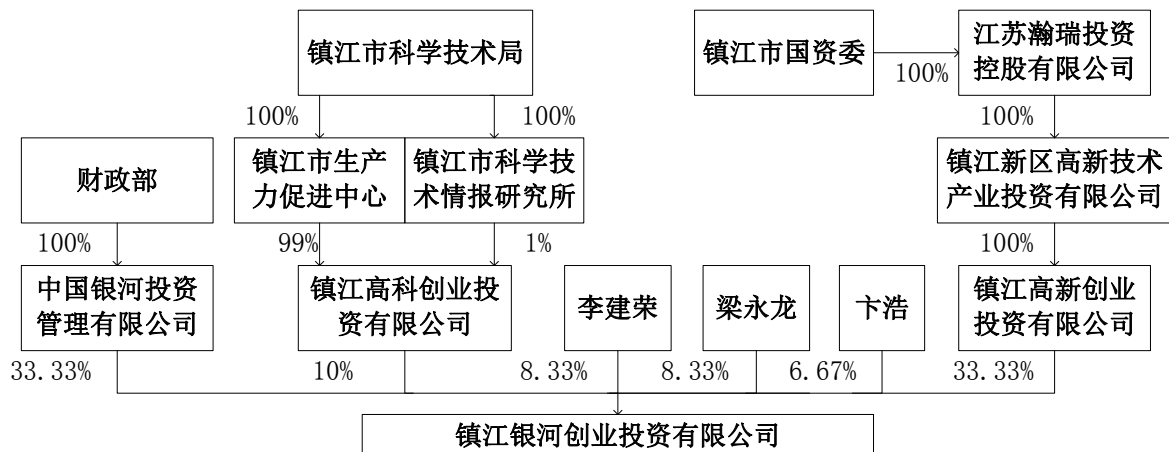 镇江市科学技术局
镇江市国资委
江苏瀚瑞投资
控股有限公司
100%
100%
100%
100%
财政部
镇江市生产
力促进中心
镇江市科学技
术情报研究所
镇江新区高新技术
产业投资有限公司
100%
99%
1%
100%
中国银河投资
管理有限公司
镇江高科创业投
资有限公司
李建荣
梁永龙
卞浩
镇江高新创业
投资有限公司
33.33%
10%
8.33%
8.33%
6.67%
33.33%
镇江银河创业投资有限公司